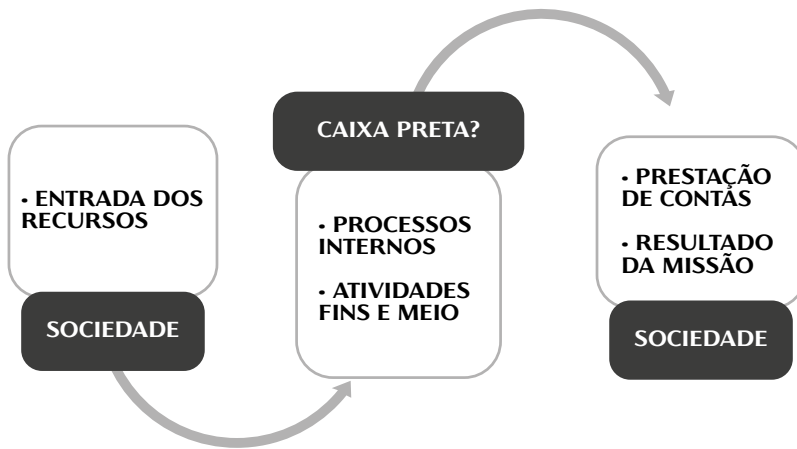 • ENTRADA DOS
RECURSOS
SOCIEDADE
CAIXA PRETA?
• PROCESSOS
INTERNOS
• ATIVIDADES
FINS E MEIO
• PRESTAÇÃO
DE CONTAS
• RESULTADO
DA MISSÃO
SOCIEDADE